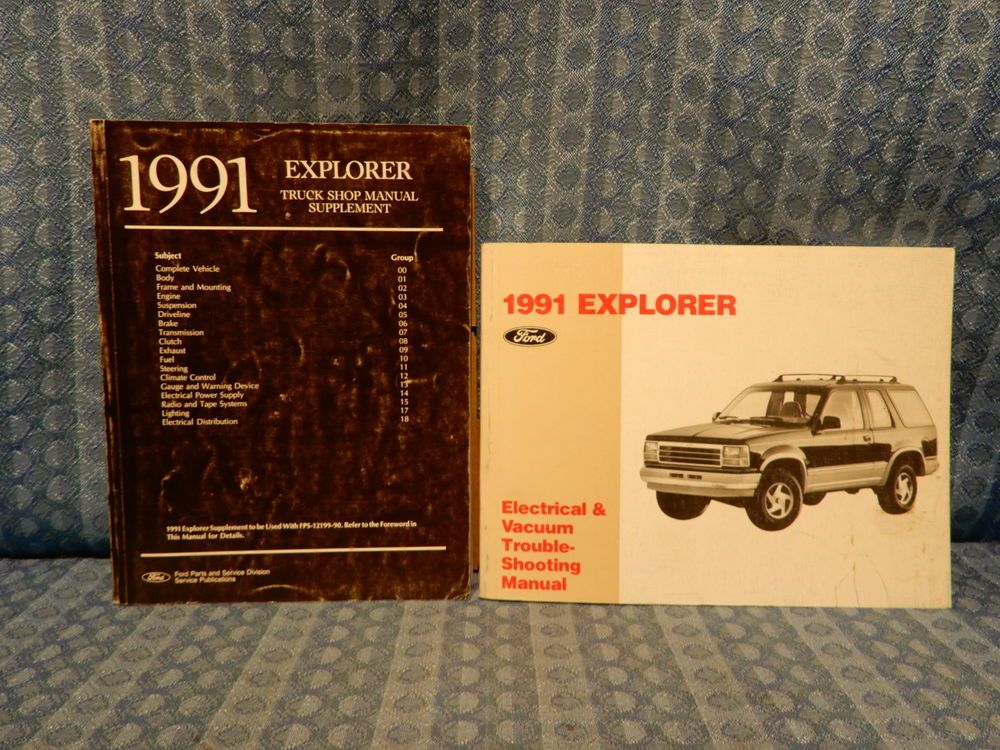 1991
EXPLORER
TRUCK SHOP MANUAL
SUPPLEMENT
Subject Group
Complete Vehicle 00
Body 01
Frame and Mounting 02
Engine 03
Suspension 04
Driveline 05
Brake 06
Transmission 07
Clutch 08
Exhaust 09
Fuel 10
Steering 11
Climate Control 12
Gauge and Warning Device 13
Electrical Power Supply 14
Radio and Tape Systems 15
Lighting 17
Electrical Distribution 18
1991 Explorer Supplement to be Used With FPS-12199-90. Refer to the Foreword in
This Manual for Details.
Ford
Ford Parts and Service Division
Service Publications
1991 EXPLORER
Ford
Electrical &
Vacuum
Trouble-
Shooting
Manual